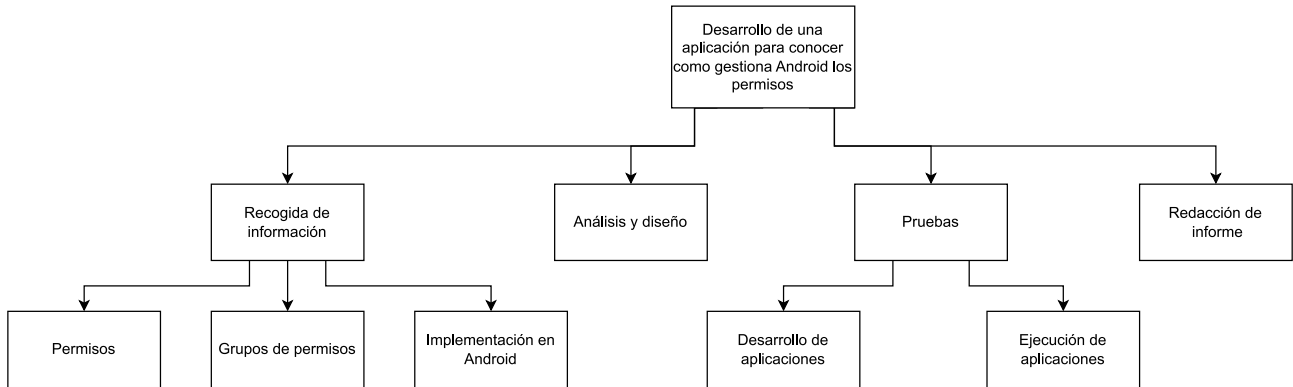 Desarrollo de una
aplicación para conocer
como gestiona Android los
permisos
Recogida de
información
Análisis y diseño
Pruebas
Redacción de
informe
Permisos
Grupos de permisos
Implementación en
Android
Desarrollo de
aplicaciones
Ejecución de
aplicaciones